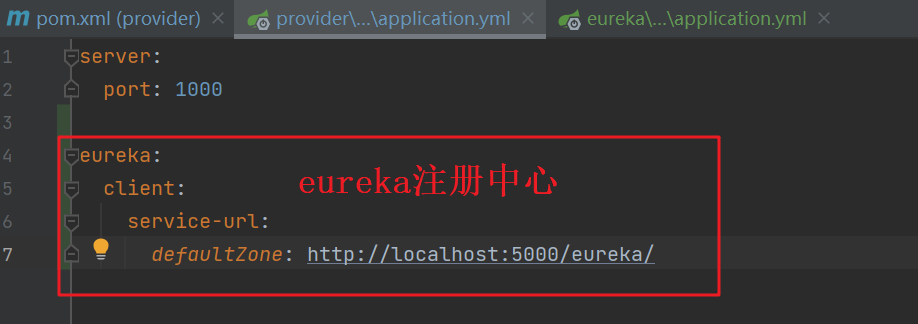 pom.xml (provider)
provider\...\application.yml
eureka\...\application.yml
1 server:
2 port: 1000
3
4 eureka:
eureka注册中心
5 client:
6 service-url:
7 defaultZone: http://localhost:5000/eureka/